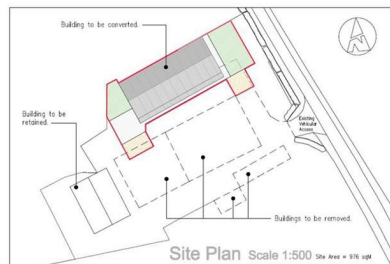 Building to be converted.
Building to be
retained.
Existing
Vehicular
Access
Buildings to be removed.
Site Plan Scale 1:500 Site Area = 976 sqM